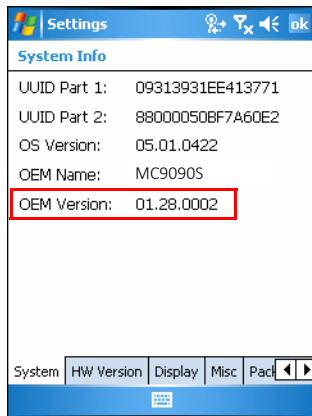 Settings ok
System Info
UUID Part 1: 09313931EE413771
UUID Part 2: 88000050BF7A60E2
OS Version: 05.01.0422
OEM Name: MC9090S
OEM Version: 01.28.0002
System HW Version Display Misc Pack